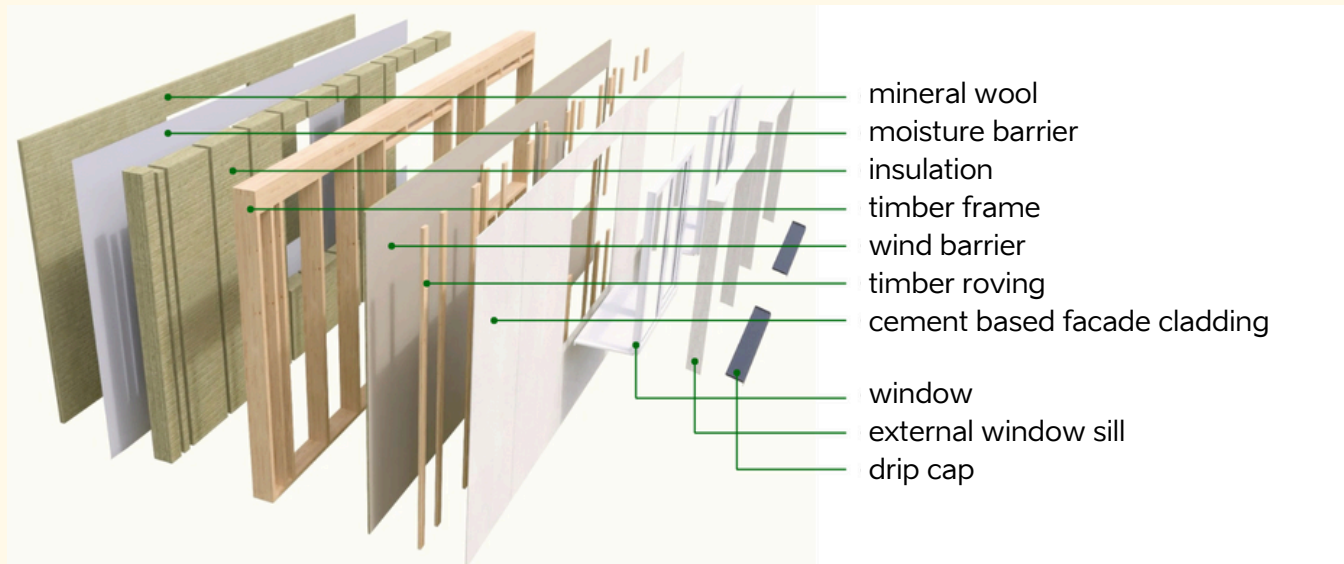 mineral wool
moisture barrier
insulation
timber frame
wind barrier
timber roving
cement based facade cladding
window
external window sill
drip cap